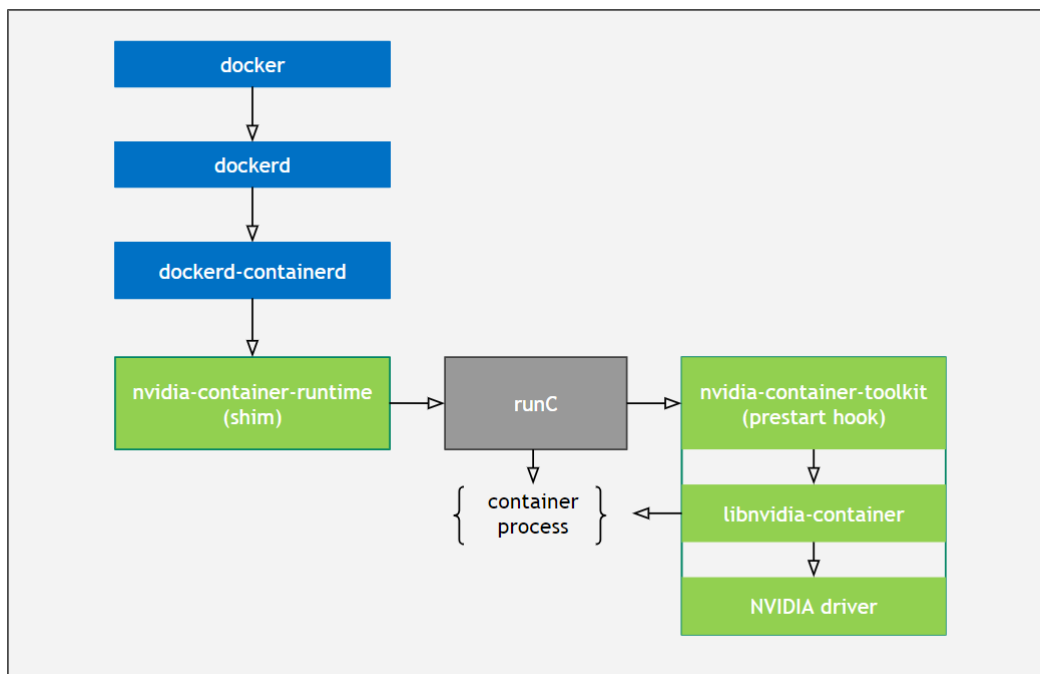 docker
dockerd
dockerd-containerd
nvidia-container-runtime
(shim)
runC
nvidia-container-toolkit
(prestart hook)
container
process
libnvidia-container
NVIDIA driver